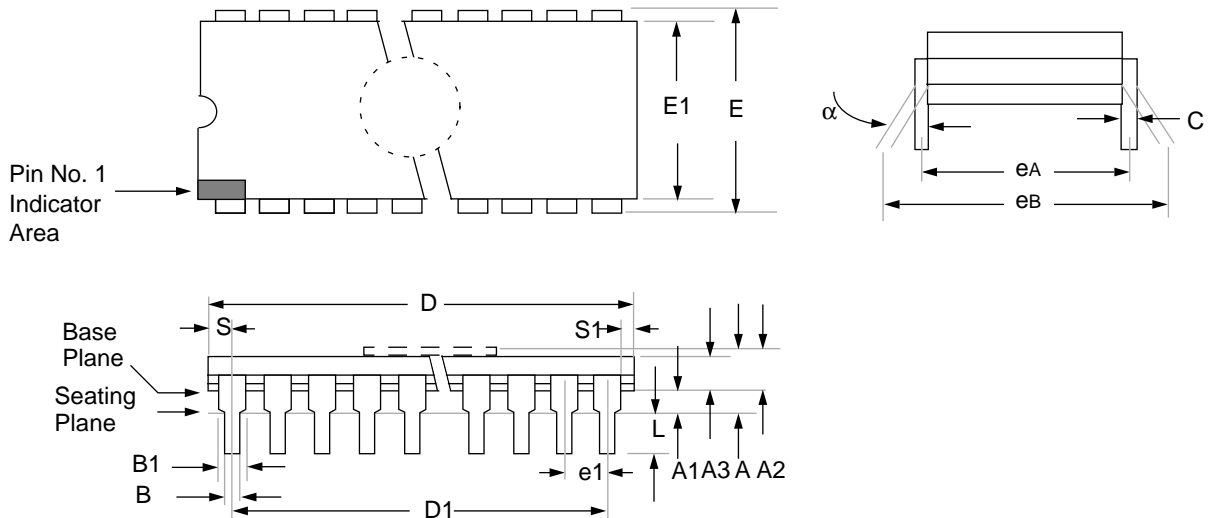 E1
E
α
C
eA
eB
Pin No. 1
Indicator
Area
D
S
S1
Base
Plane
Seating
Plane
L
B1
e1
A1 A3 A A2
B
D1